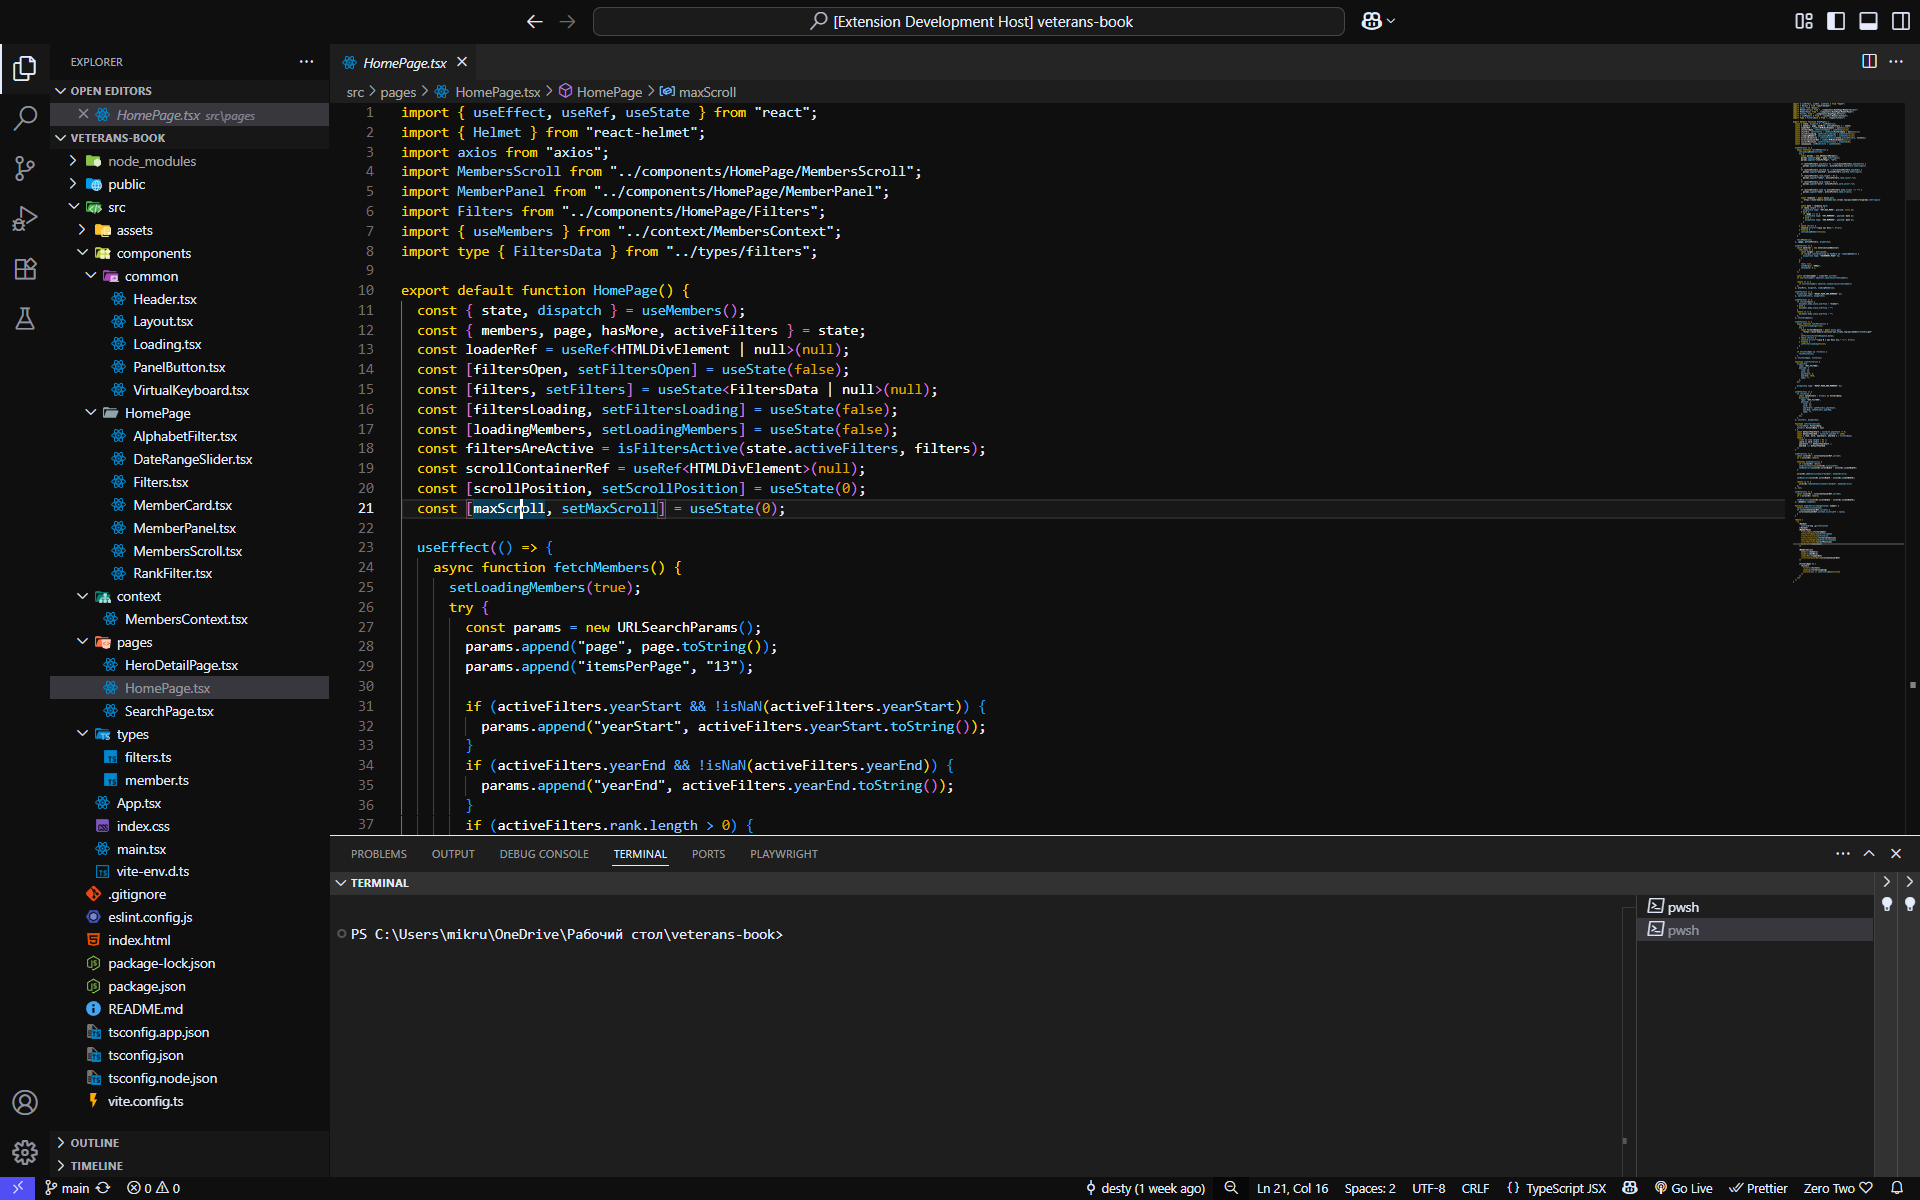 [Extension Development Host] veterans-book
EXPLORER
OPEN EDITORS
HomePage.tsx src\pages
VETERANS-BOOK
node_modules
public
src
assets
components
common
Header.tsx
Layout.tsx
Loading.tsx
PanelButton.tsx
VirtualKeyboard.tsx
HomePage
AlphabetFilter.tsx
DateRangeSlider.tsx
Filters.tsx
MemberCard.tsx
MemberPanel.tsx
MembersScroll.tsx
RankFilter.tsx
context
MembersContext.tsx
pages
HeroDetailPage.tsx
HomePage.tsx
SearchPage.tsx
types
filters.ts
member.ts
App.tsx
index.css
main.tsx
vite-env.d.ts
.gitignore
eslint.config.js
index.html
package-lock.json
package.json
README.md
tsconfig.app.json
tsconfig.json
tsconfig.node.json
vite.config.ts
OUTLINE
TIMELINE
HomePage.tsx
src > pages > HomePage.tsx > HomePage > maxScroll
1 import { useEffect, useRef, useState } from "react";
2 import { Helmet } from "react-helmet";
3 import axios from "axios";
4 import MembersScroll from "../components/HomePage/MembersScroll";
5 import MemberPanel from "../components/HomePage/MemberPanel";
6 import Filters from "../components/HomePage/Filters";
7 import { useMembers } from "../context/MembersContext";
8 import type { FiltersData } from "../types/filters";
9
10 export default function HomePage() {
11 const { state, dispatch } = useMembers();
12 const { members, page, hasMore, activeFilters } = state;
13 const loaderRef = useRef<HTMLDivElement | null>(null);
14 const [filtersOpen, setFiltersOpen] = useState(false);
15 const [filters, setFilters] = useState<FiltersData | null>(null);
16 const [filtersLoading, setFiltersLoading] = useState(false);
17 const [loadingMembers, setLoadingMembers] = useState(false);
18 const filtersAreActive = isFiltersActive(state.activeFilters, filters);
19 const scrollContainerRef = useRef<HTMLDivElement>(null);
20 const [scrollPosition, setScrollPosition] = useState(0);
21 const [maxScroll, setMaxScroll] = useState(0);
22
23 useEffect(() => {
24 async function fetchMembers() {
25 setLoadingMembers(true);
26 try {
27 const params = new URLSearchParams();
28 params.append("page", page.toString());
29 params.append("itemsPerPage", "13");
30
31 if (activeFilters.yearStart && !isNaN(activeFilters.yearStart)) {
32 params.append("yearStart", activeFilters.yearStart.toString());
33 }
34 if (activeFilters.yearEnd && !isNaN(activeFilters.yearEnd)) {
35 params.append("yearEnd", activeFilters.yearEnd.toString());
36 }
37 if (activeFilters.rank.length > 0) {
PROBLEMS OUTPUT DEBUG CONSOLE TERMINAL PORTS PLAYWRIGHT
TERMINAL
PS C:\Users\mikru\OneDrive\Рабочий стол\veterans-book>
pwsh
pwsh
main 0 0 desty (1 week ago) Ln 21, Col 16 Spaces: 2 UTF-8 CRLF {} TypeScript JSX Go Live Prettier Zero Two